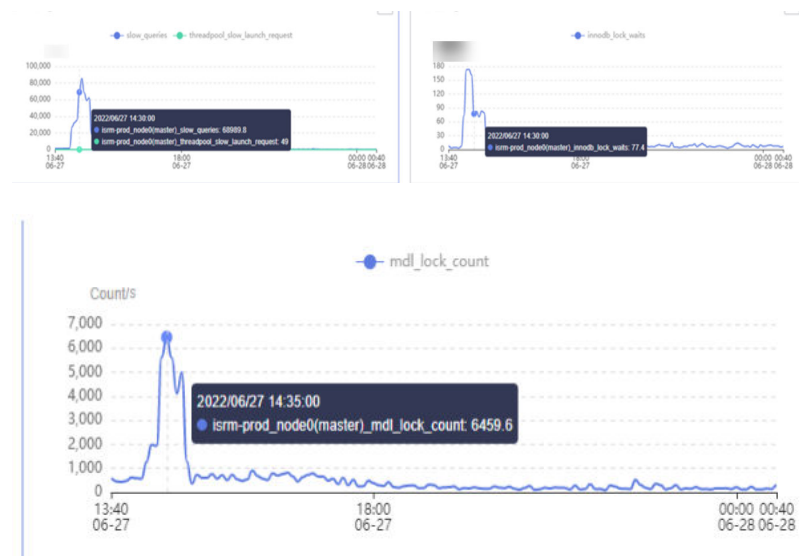 slow_queries threadpool_slow_launch_request
100,000
80,000
60,000
40,000
20,000
0
2022/06/27 14:30:00
isrm-prod_node0(master)_slow_queries: 68989.8
isrm-prod_node0(master)_threadpool_slow_launch_request: 49
13:40 18:00 00:00 00:40
06-27 06-27 06-28 06-28
innodb_lock_waits
180
150
120
90
60
30
0
2022/06/27 14:30:00
isrm-prod_node0(master)_innodb_lock_waits: 77.4
13:40 18:00 00:00 00:40
06-27 06-27 06-28 06-28
mdl_lock_count
Count/s
7,000
6,000
5,000
4,000
3,000
2,000
1,000
0
2022/06/27 14:35:00
isrm-prod_node0(master)_mdl_lock_count: 6459.6
13:40 18:00 00:00 00:40
06-27 06-27 06-28 06-28